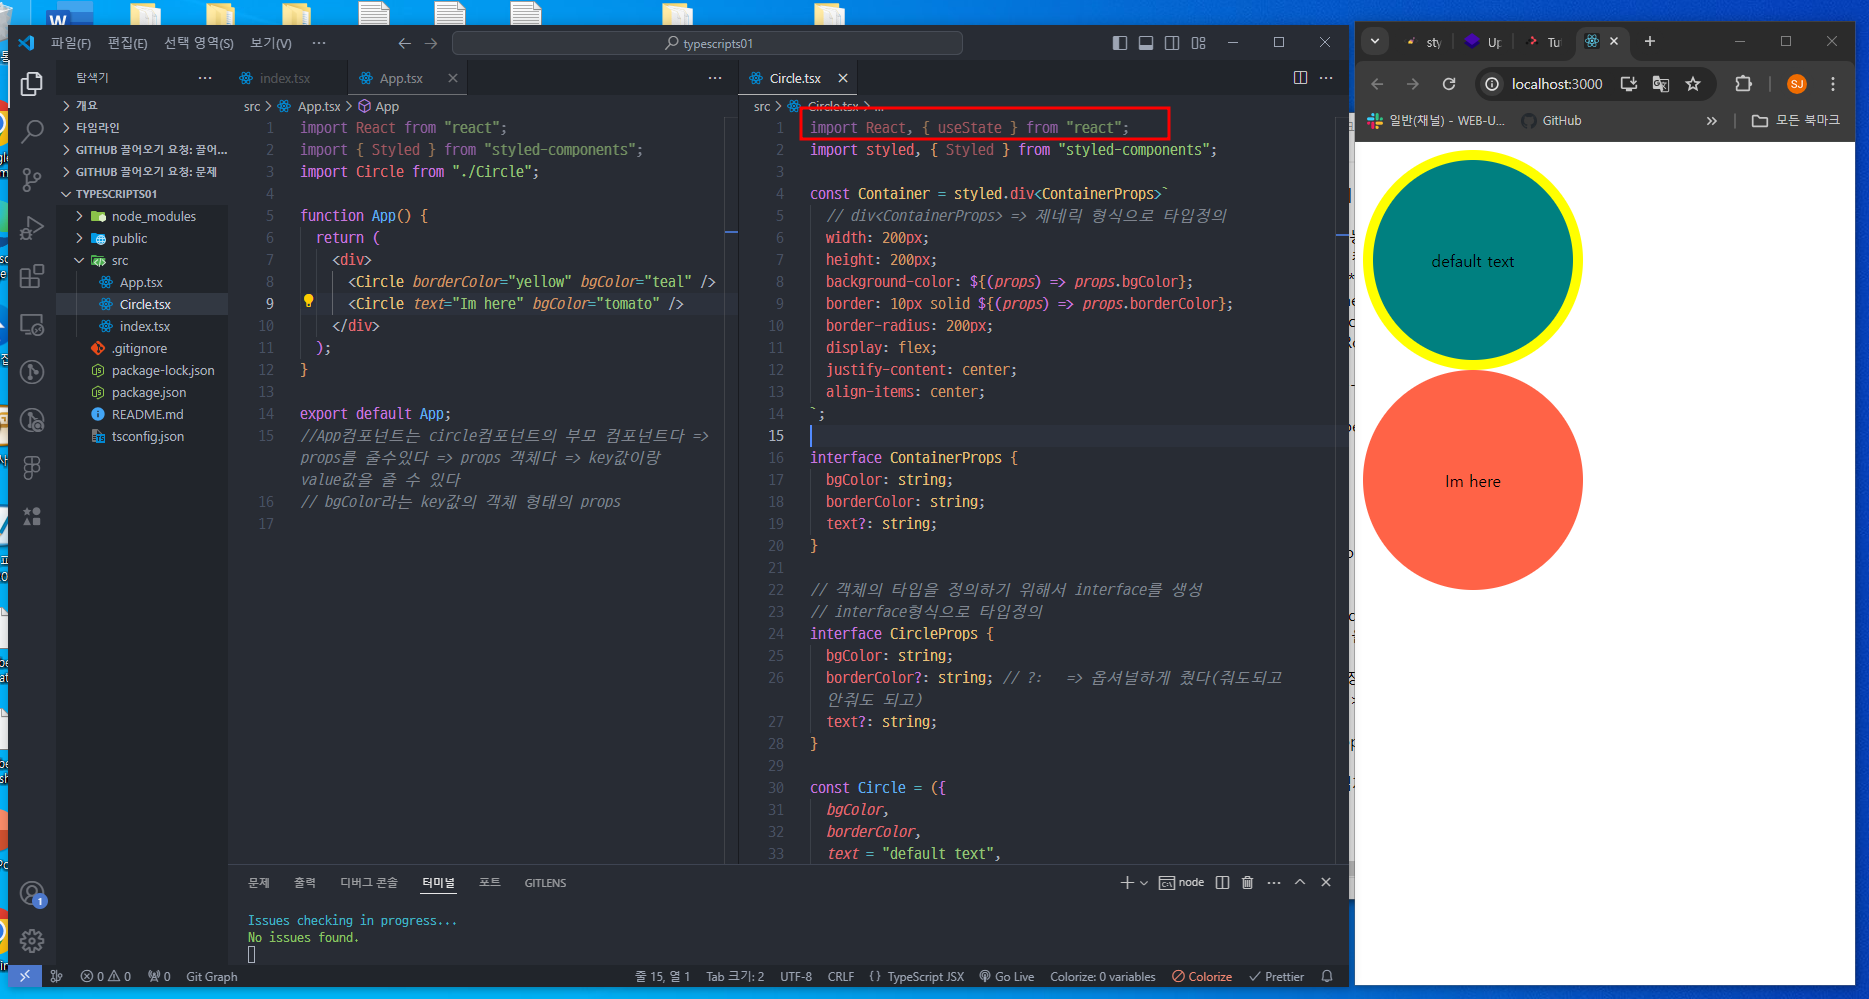 파일(F) 편집(E) 선택 영역(S) 보기(V) ··· typescripts01
탐색기
개요
타임라인
GITHUB 끌어오기 요청: 끌어...
GITHUB 끌어오기 요청: 문제
TYPESCRIPTS01
node_modules
public
src
App.tsx
Circle.tsx
index.tsx
.gitignore
package-lock.json
package.json
README.md
tsconfig.json
index.tsx App.tsx
src > App.tsx > App
1 import React from "react";
2 import { Styled } from "styled-components";
3 import Circle from "./Circle";
4
5 function App() {
6 return (
7 <div>
8 <Circle borderColor="yellow" bgColor="teal" />
9 <Circle text="Im here" bgColor="tomato" />
10 </div>
11 );
12 }
13
14 export default App;
15 //App컴포넌트는 circle컴포넌트의 부모 컴포넌트다 =>
props를 줄수있다 => props 객체다 => key값이랑
value값을 줄 수 있다
16 // bgColor라는 key값의 객체 형태의 props
17
Circle.tsx
src > Circle.tsx > ...
1 import React, { useState } from "react";
2 import styled, { Styled } from "styled-components";
3
4 const Container = styled.div<ContainerProps>`
5 // div<ContainerProps> => 제네릭 형식으로 타입정의
6 width: 200px;
7 height: 200px;
8 background-color: ${(props) => props.bgColor};
9 border: 10px solid ${(props) => props.borderColor};
10 border-radius: 200px;
11 display: flex;
12 justify-content: center;
13 align-items: center;
14 `;
15
16 interface ContainerProps {
17 bgColor: string;
18 borderColor: string;
19 text?: string;
20 }
21
22 // 객체의 타입을 정의하기 위해서 interface를 생성
23 // interface형식으로 타입정의
24 interface CircleProps {
25 bgColor: string;
26 borderColor?: string; // ?: => 옵셔널하게 줬다(줘도되고
안줘도 되고)
27 text?: string;
28 }
29
30 const Circle = ({
31 bgColor,
32 borderColor,
33 text = "default text",
문제 출력 디버그 콘솔 터미널 포트 GITLENS
node
Issues checking in progress...
No issues found.
1
0 0 0 Git Graph
줄 15, 열 1 Tab 크기: 2 UTF-8 CRLF {} TypeScript JSX Go Live Colorize: 0 variables Colorize Prettier
sty Up Tu
localhost:3000
SJ
일반(채널) - WEB-U... GitHub » 모든 북마크
default text
Im here